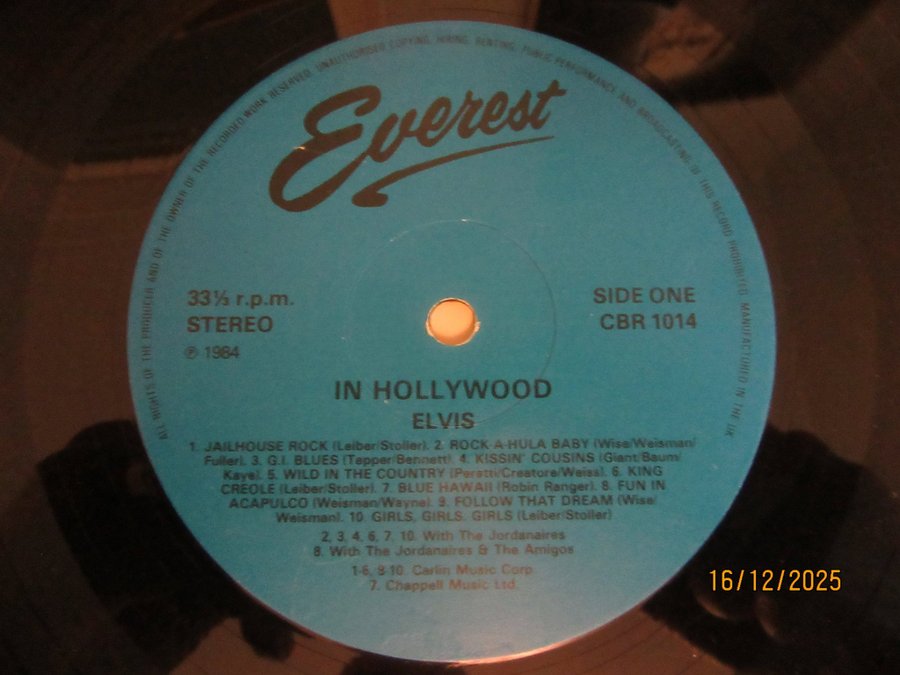 ALL RIGHTS OF THE PRODUCER AND OF THE OWNER OF THE RECORDED WORK RESERVED. UNAUTHORISED COPYING, HIRING, RENTING, PUBLIC PERFORMANCE AND BROADCASTING OF THIS RECORD PROHIBITED. MANUFACTURED IN THE UK
Everest
33⅓ r.p.m.
STEREO
℗ 1984
SIDE ONE
CBR 1014
IN HOLLYWOOD
ELVIS
1. JAILHOUSE ROCK (Leiber/Stoller). 2. ROCK-A-HULA BABY (Wise/Weisman/
Fuller). 3. G.I. BLUES (Tepper/Bennett). 4. KISSIN' COUSINS (Giant/Baum/
Kaye). 5. WILD IN THE COUNTRY (Peratti/Creatore/Weiss). 6. KING
CREOLE (Leiber/Stoller). 7. BLUE HAWAII (Robin Ranger). 8. FUN IN
ACAPULCO (Weisman/Wayne). 9. FOLLOW THAT DREAM (Wise/
Weisman). 10. GIRLS, GIRLS, GIRLS (Leiber/Stoller)
2, 3, 4, 6, 7, 10. With The Jordanaires
8. With The Jordanaires & The Amigos
1-6, 8-10. Carlin Music Corp.
7. Chappell Music Ltd.
16/12/2025